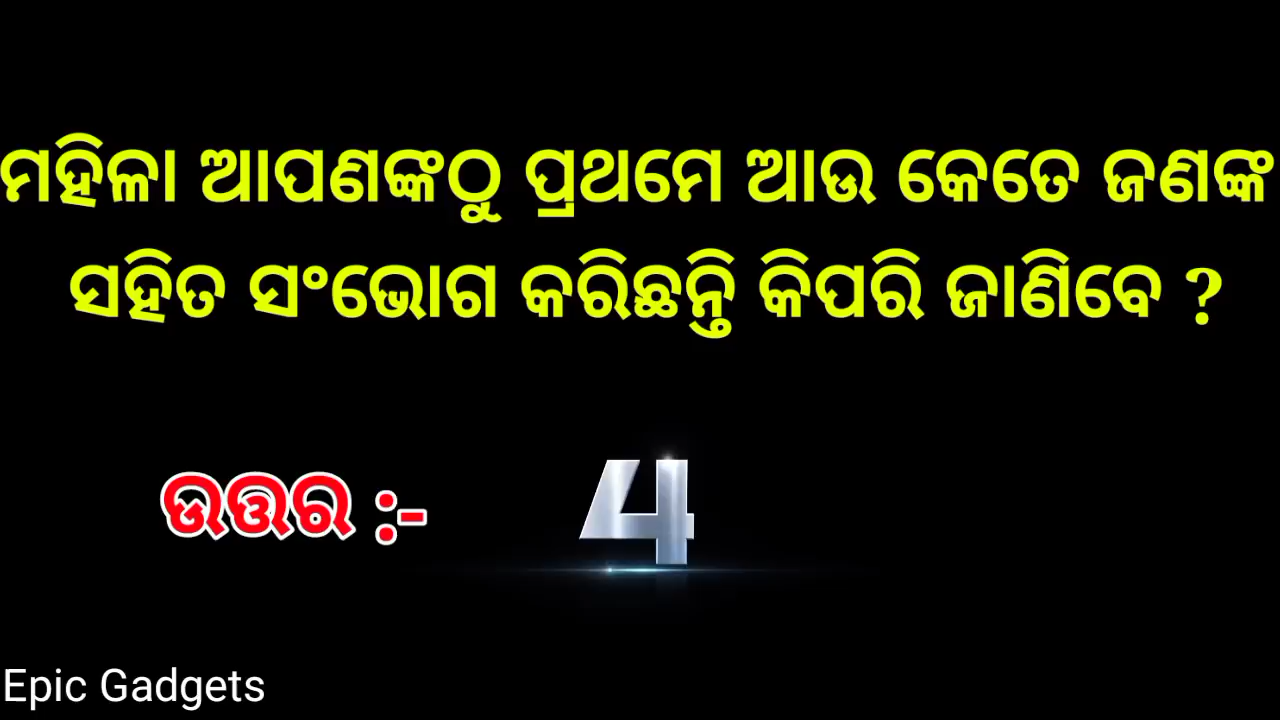 ମହିଳା ଆପଣଙ୍କଠୁ ପ୍ରଥମେ ଆଉ କେତେ ଜଣଙ୍କ
ସହିତ ସଂଭୋଗ କରିଛନ୍ତି କିପରି ଜାଣିବେ ?
ଉତ୍ତର :- 4
Epic Gadgets